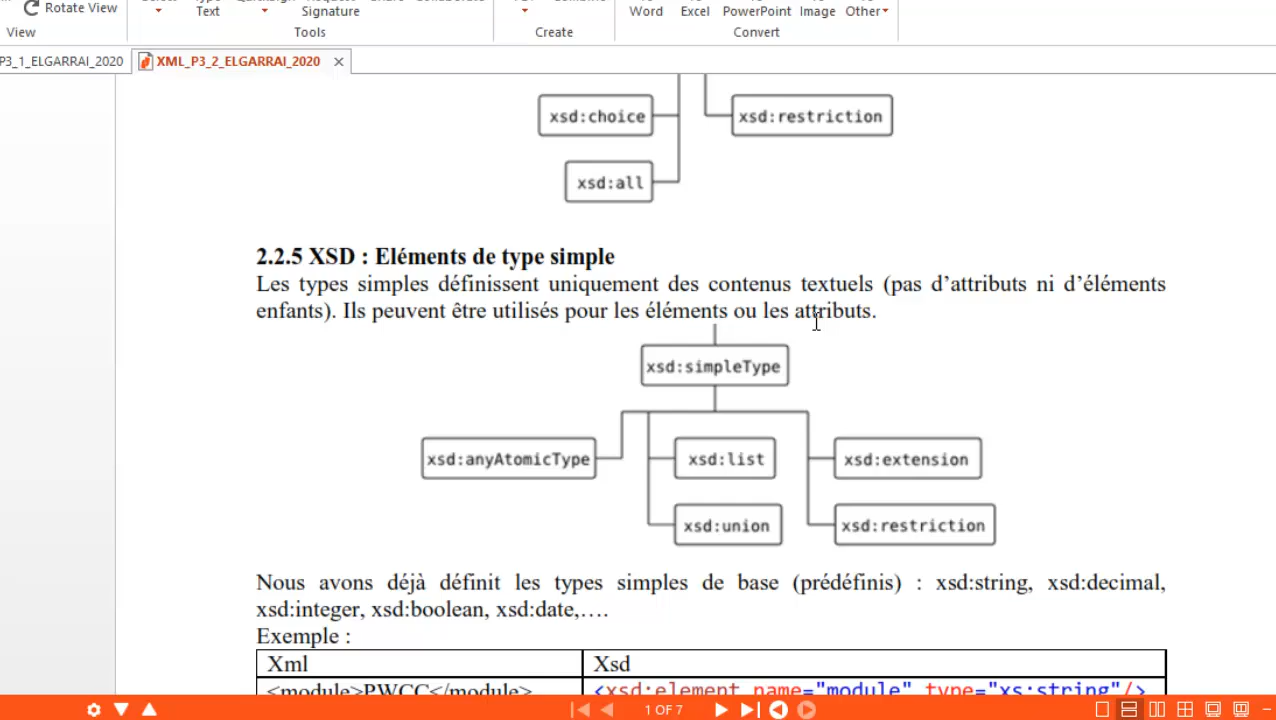 Rotate View
Text
Signature
Word Excel PowerPoint Image Other
View Tools Create Convert
P3_1_ELGARRAI_2020 XML_P3_2_ELGARRAI_2020
xsd:choice xsd:restriction
xsd:all
2.2.5 XSD : Eléments de type simple
Les types simples définissent uniquement des contenus textuels (pas d’attributs ni d’éléments
enfants). Ils peuvent être utilisés pour les éléments ou les attributs.
xsd:simpleType
xsd:anyAtomicType xsd:list xsd:extension
xsd:union xsd:restriction
Nous avons déjà définit les types simples de base (prédéfinis) : xsd:string, xsd:decimal,
xsd:integer, xsd:boolean, xsd:date,….
Exemple :
Xml Xsd
<module>PWCC</module> <xsd:element name="module" type="xs:string"/>
1 OF 7